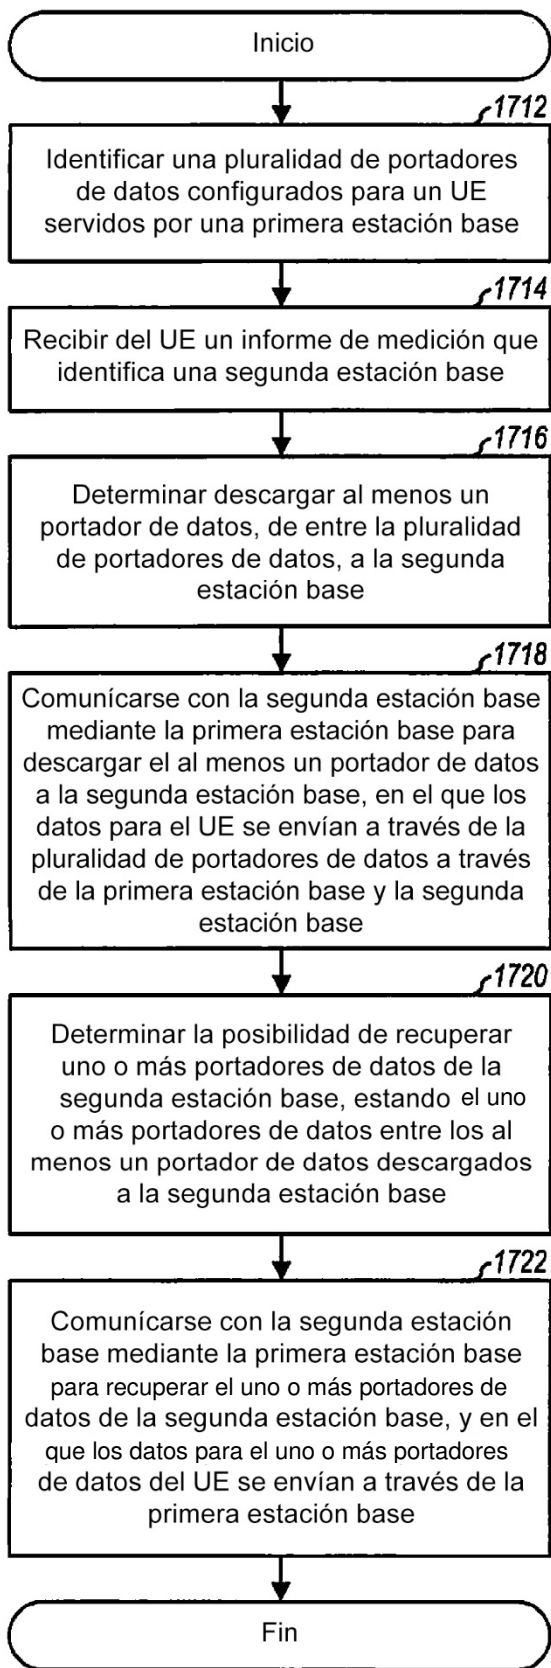 Inicio
1712
Identificar una pluralidad de portadores
de datos configurados para un UE
servidos por una primera estación base
1714
Recibir del UE un informe de medición que
identifica una segunda estación base
1716
Determinar descargar al menos un
portador de datos, de entre la pluralidad
de portadores de datos, a la segunda
estación base
1718
Comunícarse con la segunda estación base
mediante la primera estación base para
descargar el al menos un portador de datos
a la segunda estación base, en el que los
datos para el UE se envían a través de la
pluralidad de portadores de datos a través
de la primera estación base y la segunda
estación base
1720
Determinar la posibilidad de recuperar
uno o más portadores de datos de la
segunda estación base, estando el uno
o más portadores de datos entre los al
menos un portador de datos descargados
a la segunda estación base
1722
Comunícarse con la segunda estación
base mediante la primera estación base
para recuperar el uno o más portadores de
datos de la segunda estación base, y en el
que los datos para el uno o más portadores
de datos del UE se envían a través de la
primera estación base
Fin